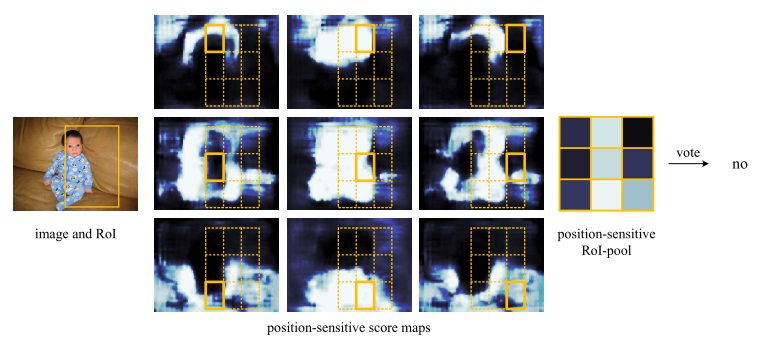 image and RoI
position-sensitive score maps
position-sensitive
RoI-pool
vote
no